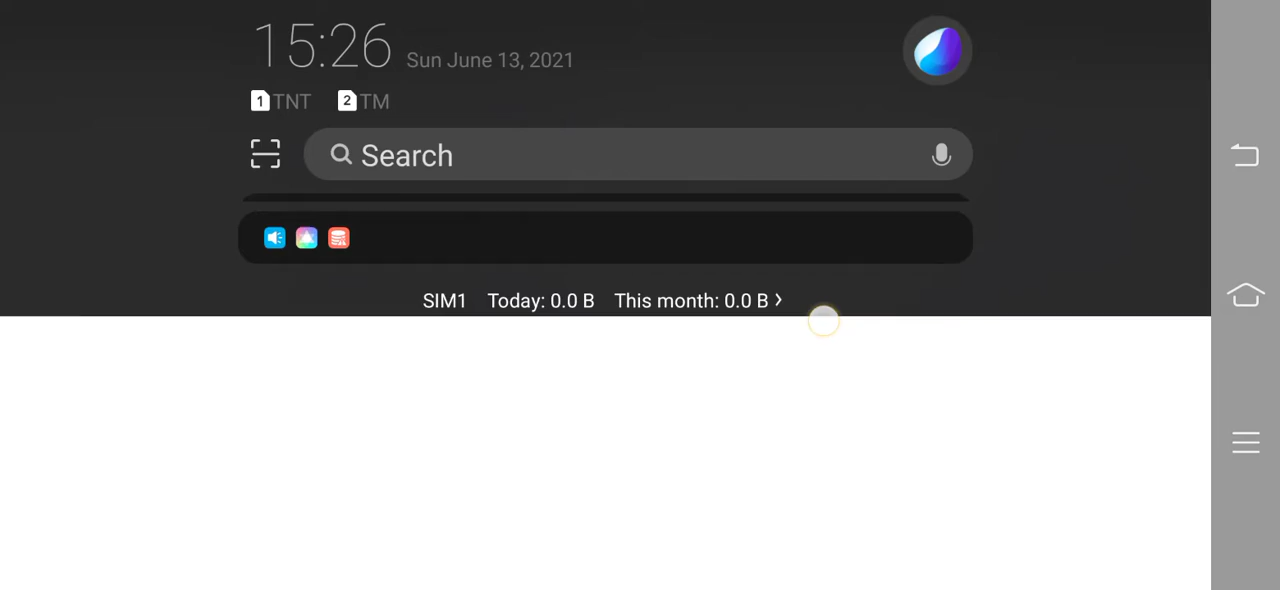 15:26 Sun June 13, 2021
1 TNT 2 TM
Search
SIM1 Today: 0.0 B This month: 0.0 B